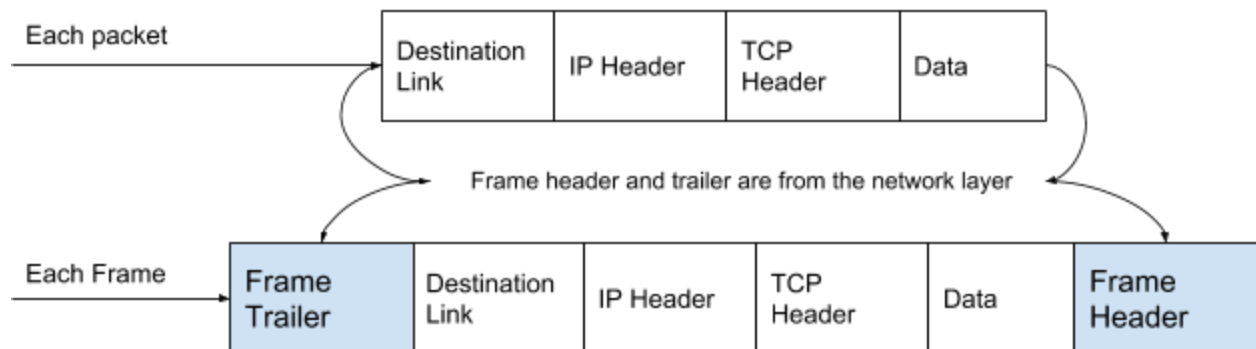 Each packet
Destination
Link
IP Header
TCP
Header
Data
Frame header and trailer are from the network layer
Each Frame
Frame
Trailer
Destination
Link
IP Header
TCP
Header
Data
Frame
Header